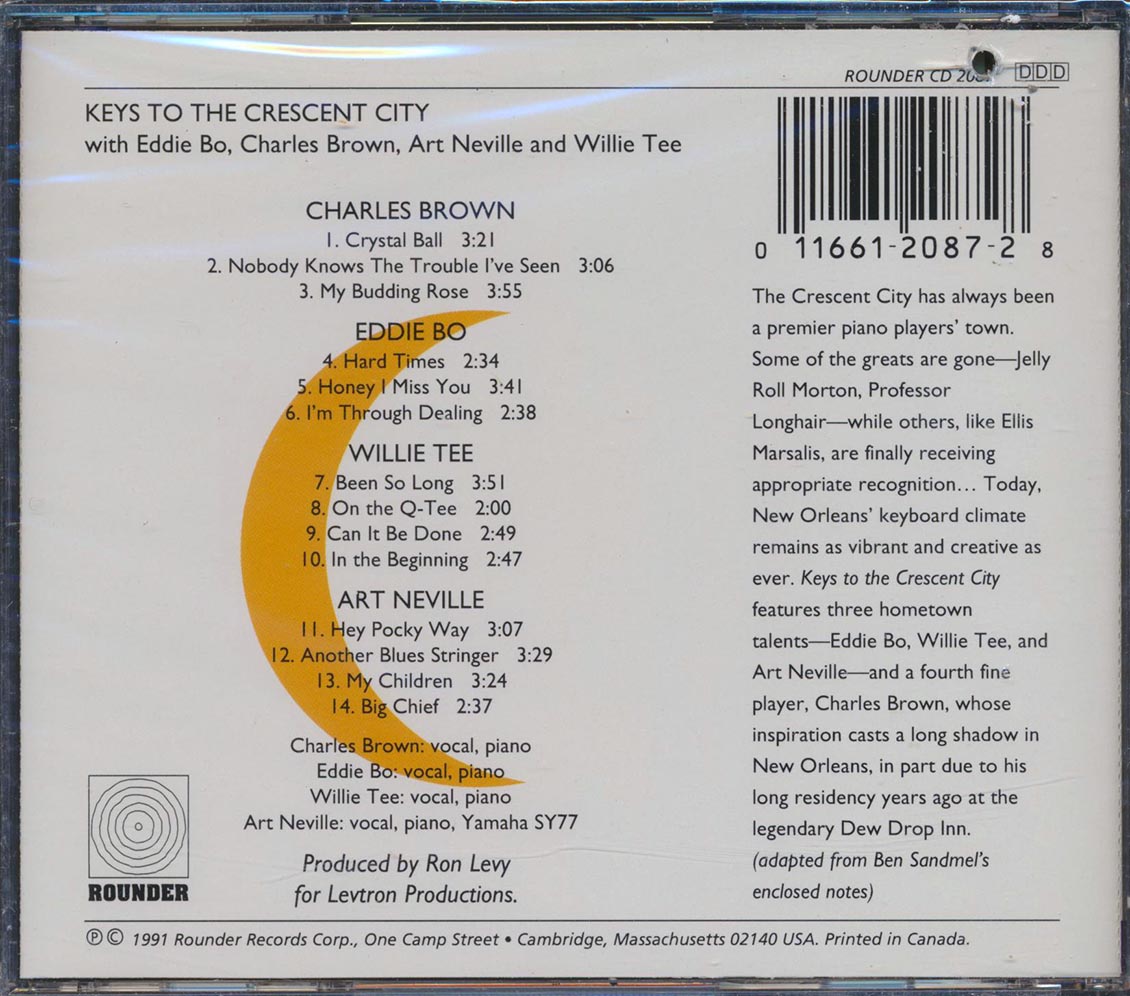 ROUNDER CD DDD
KEYS TO THE CRESCENT CITY
with Eddie Bo, Charles Brown, Art Neville and Willie Tee
CHARLES BROWN
1. Crystal Ball 3:21
2. Nobody Knows The Trouble I've Seen 3:06
3. My Budding Rose 3:55
EDDIE BO
4. Hard Times 2:34
5. Honey I Miss You 3:41
6. I'm Through Dealing 2:38
WILLIE TEE
7. Been So Long 3:51
8. On the Q-Tee 2:00
9. Can It Be Done 2:49
10. In the Beginning 2:47
ART NEVILLE
11. Hey Pocky Way 3:07
12. Another Blues Stringer 3:29
13. My Children 3:24
14. Big Chief 2:37
Charles Brown: vocal, piano
Eddie Bo: vocal, piano
Willie Tee: vocal, piano
Art Neville: vocal, piano, Yamaha SY77
Produced by Ron Levy
for Levtron Productions.
ROUNDER
0 11661-2087-2 8
The Crescent City has always been
a premier piano players' town.
Some of the greats are gone—Jelly
Roll Morton, Professor
Longhair—while others, like Ellis
Marsalis, are finally receiving
appropriate recognition... Today,
New Orleans' keyboard climate
remains as vibrant and creative as
ever. Keys to the Crescent City
features three hometown
talents—Eddie Bo, Willie Tee, and
Art Neville—and a fourth fine
player, Charles Brown, whose
inspiration casts a long shadow in
New Orleans, in part due to his
long residency years ago at the
legendary Dew Drop Inn.
(adapted from Ben Sandmel's
enclosed notes)
℗ © 1991 Rounder Records Corp., One Camp Street • Cambridge, Massachusetts 02140 USA. Printed in Canada.